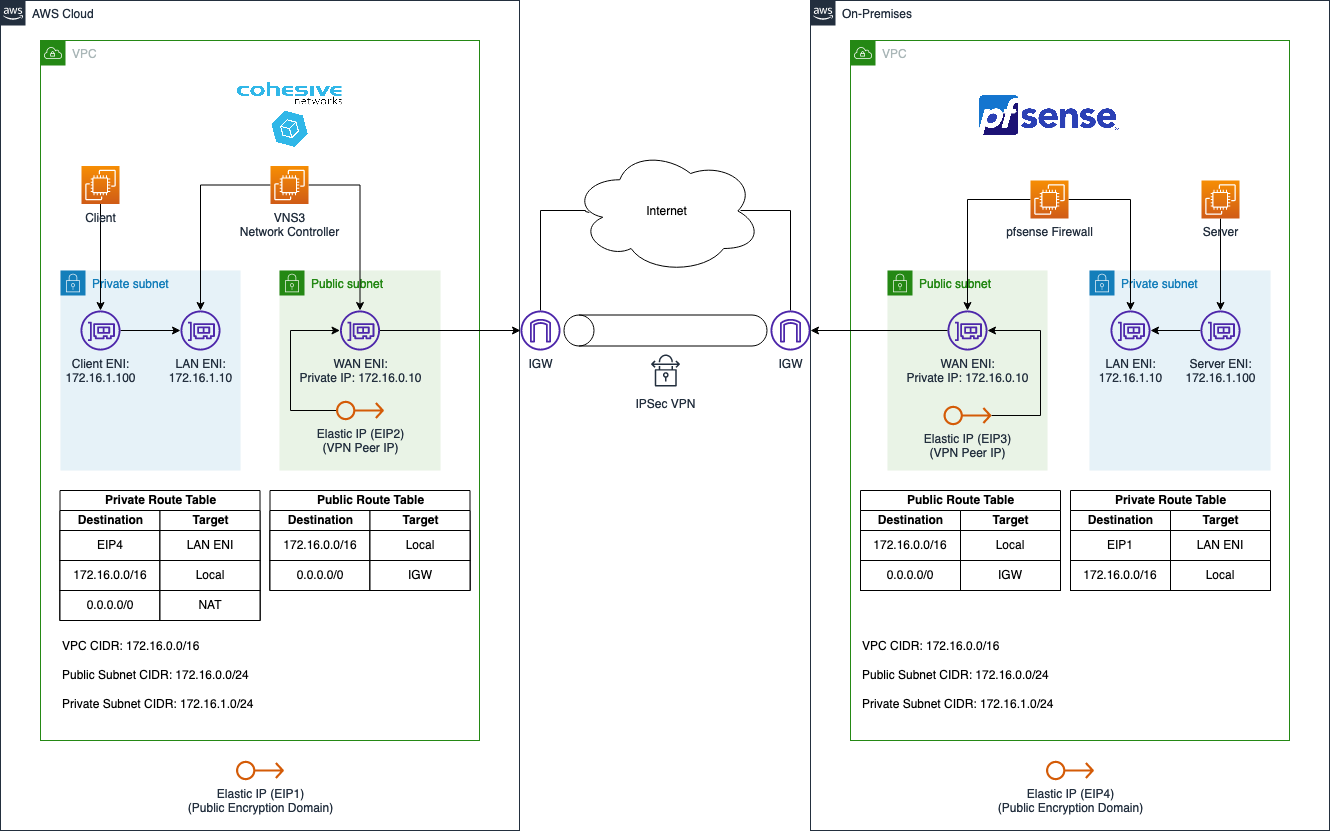 aws
AWS Cloud
VPC
cohesive
networks
Client
VNS3
Network Controller
Private subnet
Public subnet
Client ENI:
172.16.1.100
LAN ENI:
172.16.1.10
WAN ENI:
Private IP: 172.16.0.10
Elastic IP (EIP2)
(VPN Peer IP)
Private Route Table
Destination Target
EIP4 LAN ENI
172.16.0.0/16 Local
0.0.0.0/0 NAT
Public Route Table
Destination Target
172.16.0.0/16 Local
0.0.0.0/0 IGW
VPC CIDR: 172.16.0.0/16
Public Subnet CIDR: 172.16.0.0/24
Private Subnet CIDR: 172.16.1.0/24
Elastic IP (EIP1)
(Public Encryption Domain)
Internet
IGW
IGW
IPSec VPN
aws
On-Premises
VPC
pfsense
pfsense Firewall
Server
Public subnet
Private subnet
WAN ENI:
Private IP: 172.16.0.10
LAN ENI:
172.16.1.10
Server ENI:
172.16.1.100
Elastic IP (EIP3)
(VPN Peer IP)
Public Route Table
Destination Target
172.16.0.0/16 Local
0.0.0.0/0 IGW
Private Route Table
Destination Target
EIP1 LAN ENI
172.16.0.0/16 Local
VPC CIDR: 172.16.0.0/16
Public Subnet CIDR: 172.16.0.0/24
Private Subnet CIDR: 172.16.1.0/24
Elastic IP (EIP4)
(Public Encryption Domain)